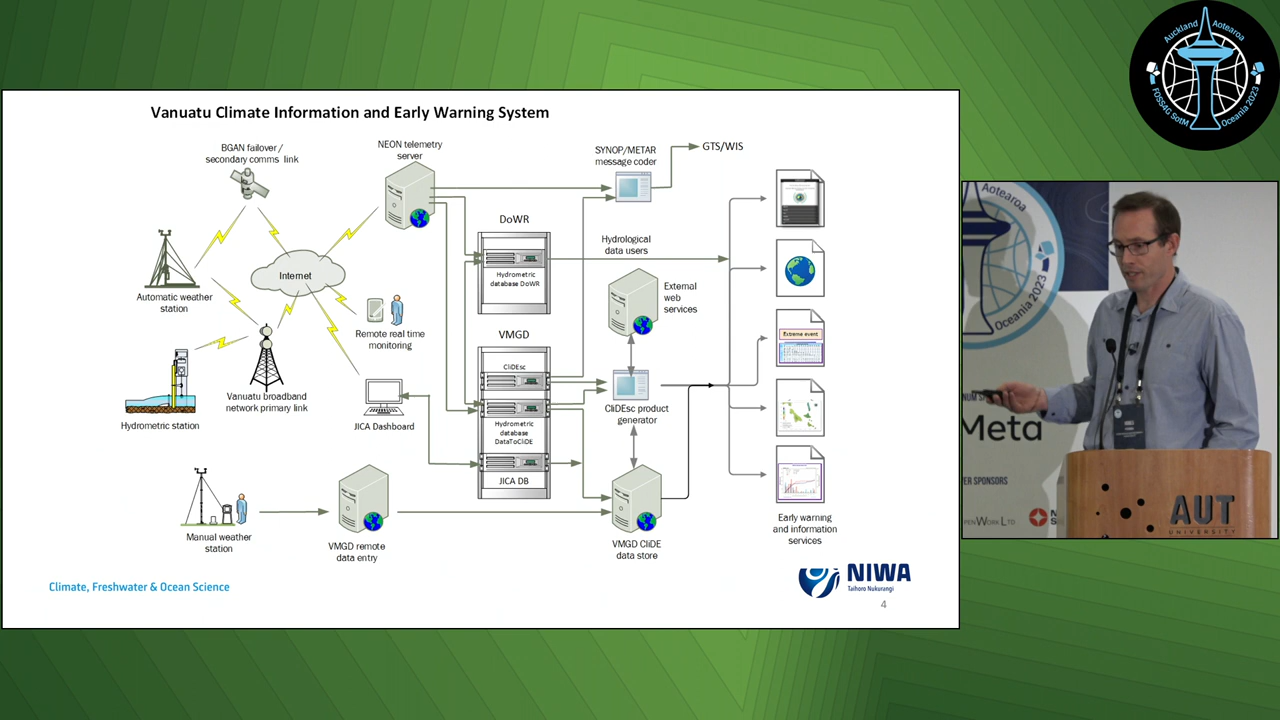 Vanuatu Climate Information and Early Warning System
BGAN failover /
secondary comms link
NEON telemetry
server
SYNOP/METAR
message coder
GTS/WIS
DoWR
Hydrometric
database DoWR
Hydrological
data users
Internet
Automatic weather
station
Remote real time
monitoring
External
web
services
Extreme event
VMGD
CliDEsc
Hydrometric
database
DataToCliDE
JICA DB
CliDEsc product
generator
Hydrometric station
Vanuatu broadband
network primary link
JICA Dashboard
Manual weather
station
VMGD remote
data entry
VMGD CliDE
data store
Early warning
and information
services
Climate, Freshwater & Ocean Science
NIWA
Taihoro Nukurangi
4
Auckland Aotearoa
FOSS4G SotM Oceania 2023
Aotearoa
Oceania 2023
Meta
ER SPONSORS
PENWORK LTD
AUT
UNIVERSITY